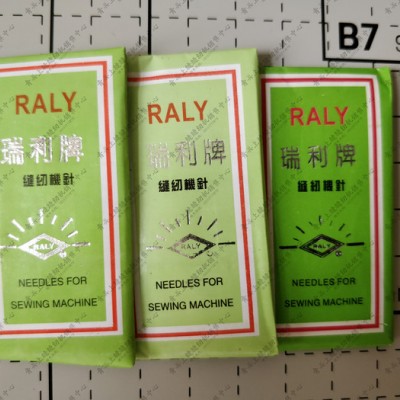 B7
RALY
瑞利牌
縫紉機針
RALY
NEEDLES FOR
SEWING MACHINE
RALY
瑞利牌
縫紉機針
RALY
NEEDLES FOR
SEWING MACHINE
RALY
瑞利牌
縫紉機針
RALY
NEEDLES FOR
SEWING MACHINE